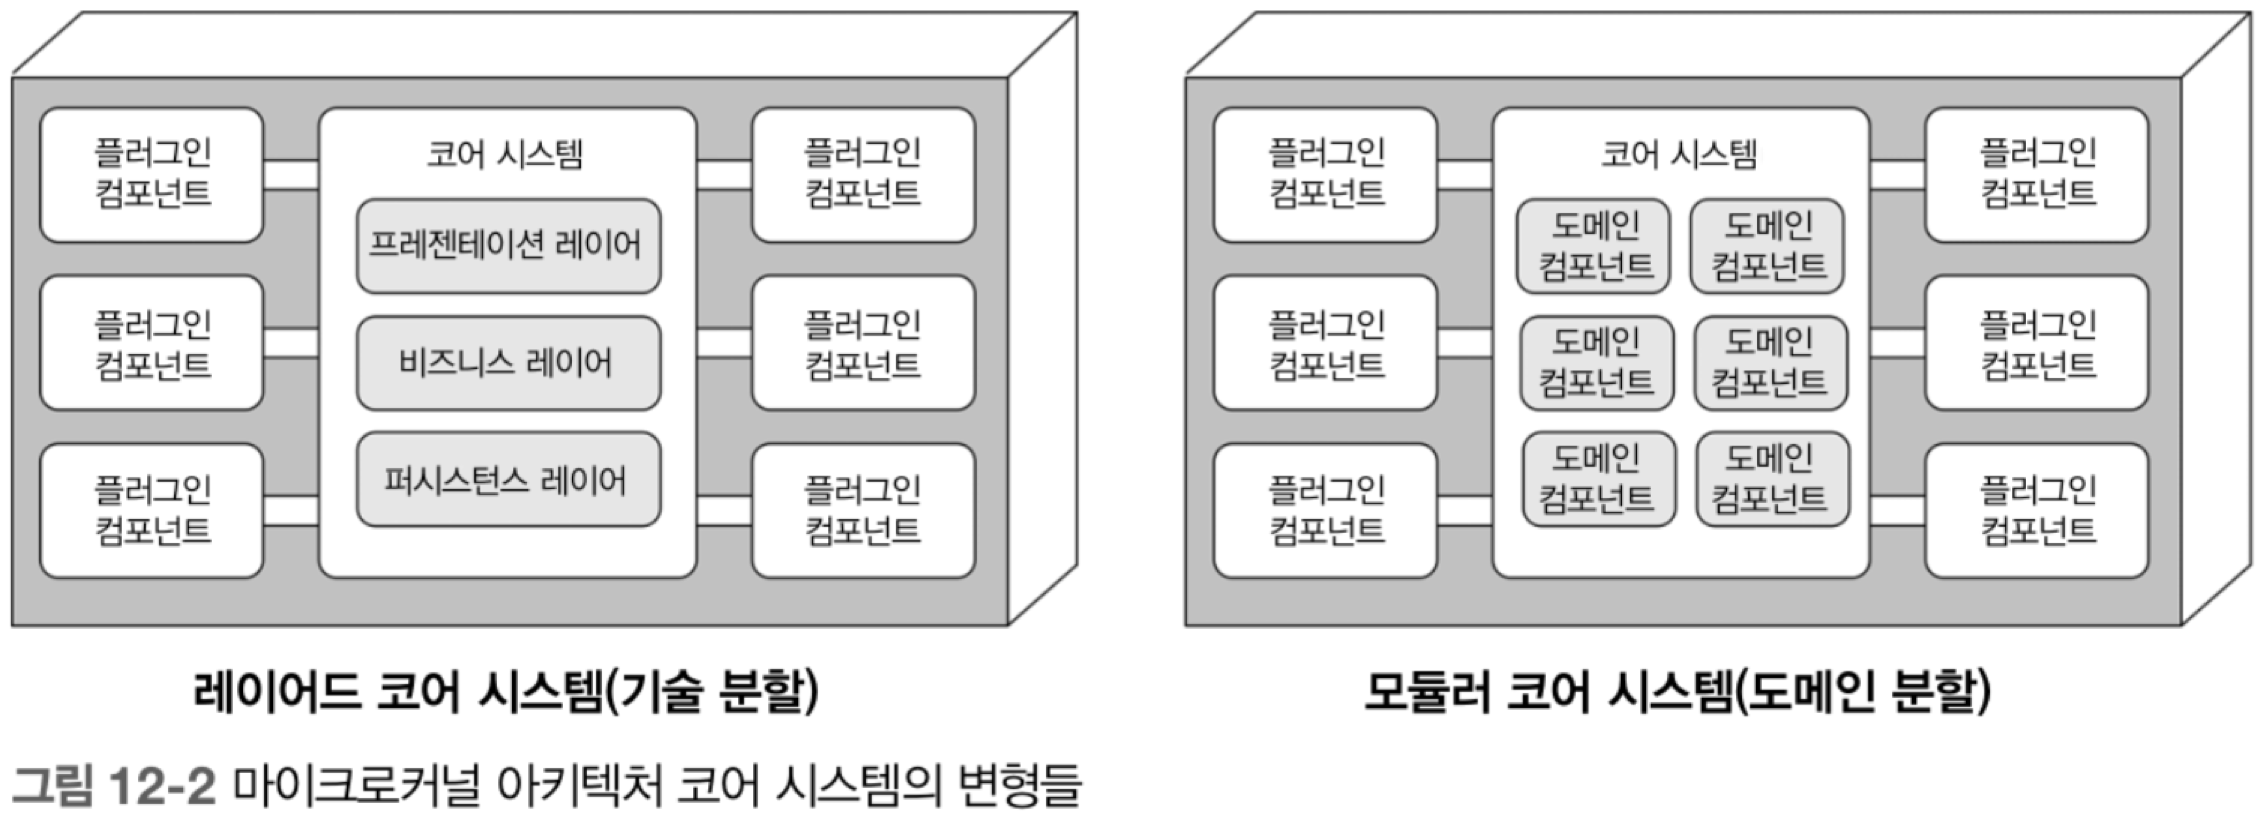 플러그인
컴포넌트
플러그인
컴포넌트
플러그인
컴포넌트
코어 시스템
프레젠테이션 레이어
비즈니스 레이어
퍼시스턴스 레이어
플러그인
컴포넌트
플러그인
컴포넌트
플러그인
컴포넌트
레이어드 코어 시스템(기술 분할)
플러그인
컴포넌트
플러그인
컴포넌트
플러그인
컴포넌트
코어 시스템
도메인
컴포넌트
도메인
컴포넌트
도메인
컴포넌트
도메인
컴포넌트
도메인
컴포넌트
도메인
컴포넌트
플러그인
컴포넌트
플러그인
컴포넌트
플러그인
컴포넌트
모듈러 코어 시스템(도메인 분할)
그림 12-2 마이크로커널 아키텍처 코어 시스템의 변형들